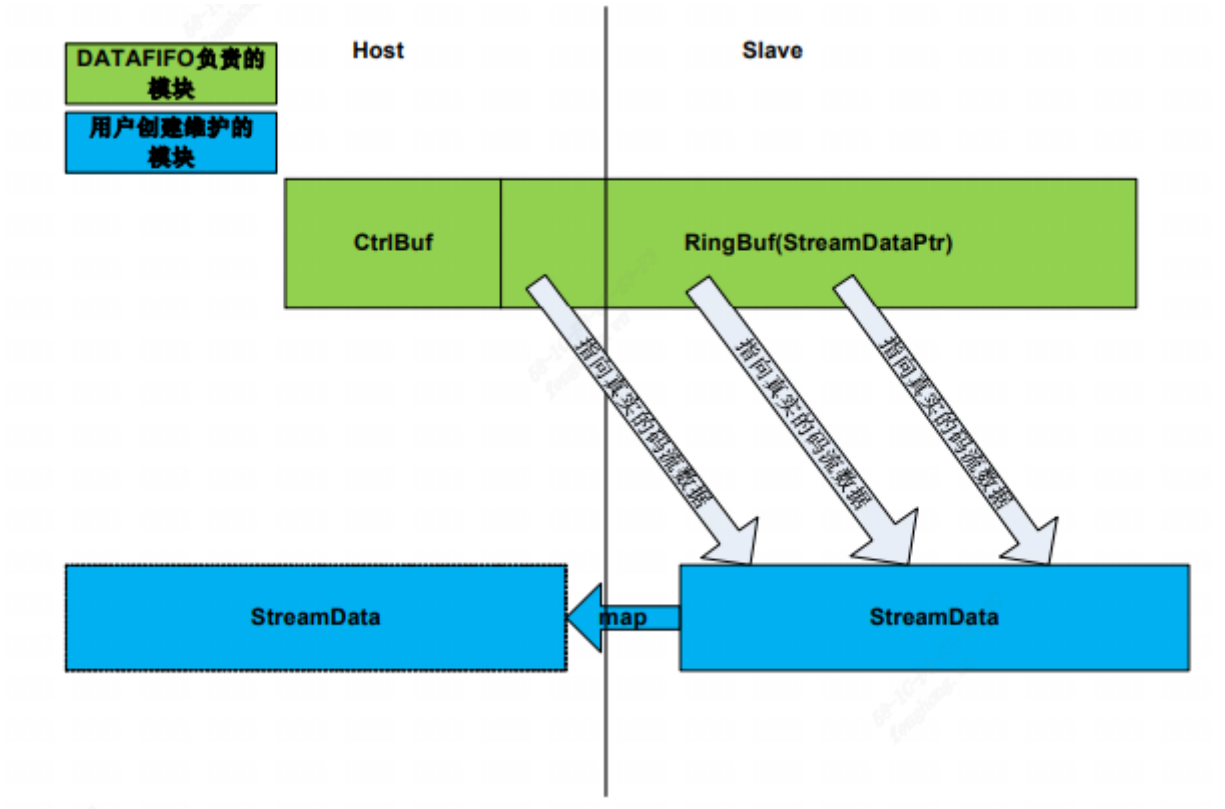 Host
Slave
DATAFIFO负责的
模块
用户创建维护的
模块
CtrlBuf
RingBuf(StreamDataPtr)
指向真实的码流数据
指向真实的码流数据
指向真实的码流数据
StreamData
map
StreamData